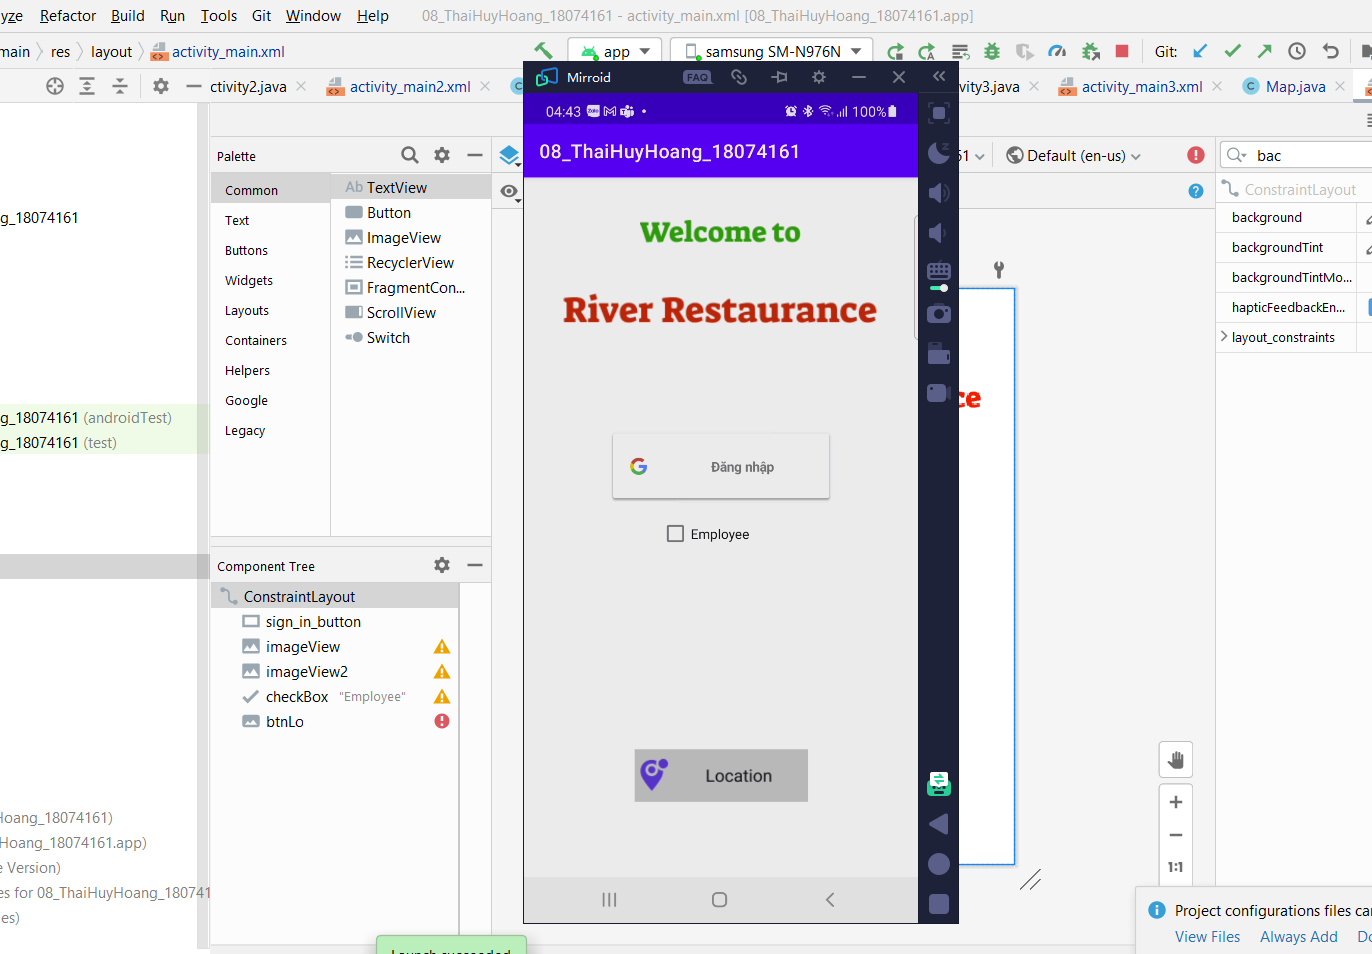 yze Refactor Build Run Tools Git Window Help 08_ThaiHuyHoang_18074161 - activity_main.xml [08_ThaiHuyHoang_18074161.app]
main res layout activity_main.xml app samsung SM-N976N Git:
ctivity2.java activity_main2.xml vity3.java activity_main3.xml Map.java
Mirroid FAQ
04:43 Zalo 100%
08_ThaiHuyHoang_18074161
Welcome to
River Restaurance
Đăng nhập
Employee
Location
Palette
Common
Text
Buttons
Widgets
Layouts
Containers
Helpers
Google
Legacy
Ab TextView
Button
ImageView
RecyclerView
FragmentCon...
ScrollView
Switch
Component Tree
ConstraintLayout
sign_in_button
imageView
imageView2
checkBox "Employee"
btnLo
g_18074161
g_18074161 (androidTest)
g_18074161 (test)
Hoang_18074161)
Hoang_18074161.app)
e Version)
es for 08_ThaiHuyHoang_180741
es)
51 Default (en-us)
ce
1:1
bac
ConstraintLayout
background
backgroundTint
backgroundTintMo...
hapticFeedbackEn...
layout_constraints
Project configurations files ca
View Files Always Add Do
Launch succeeded